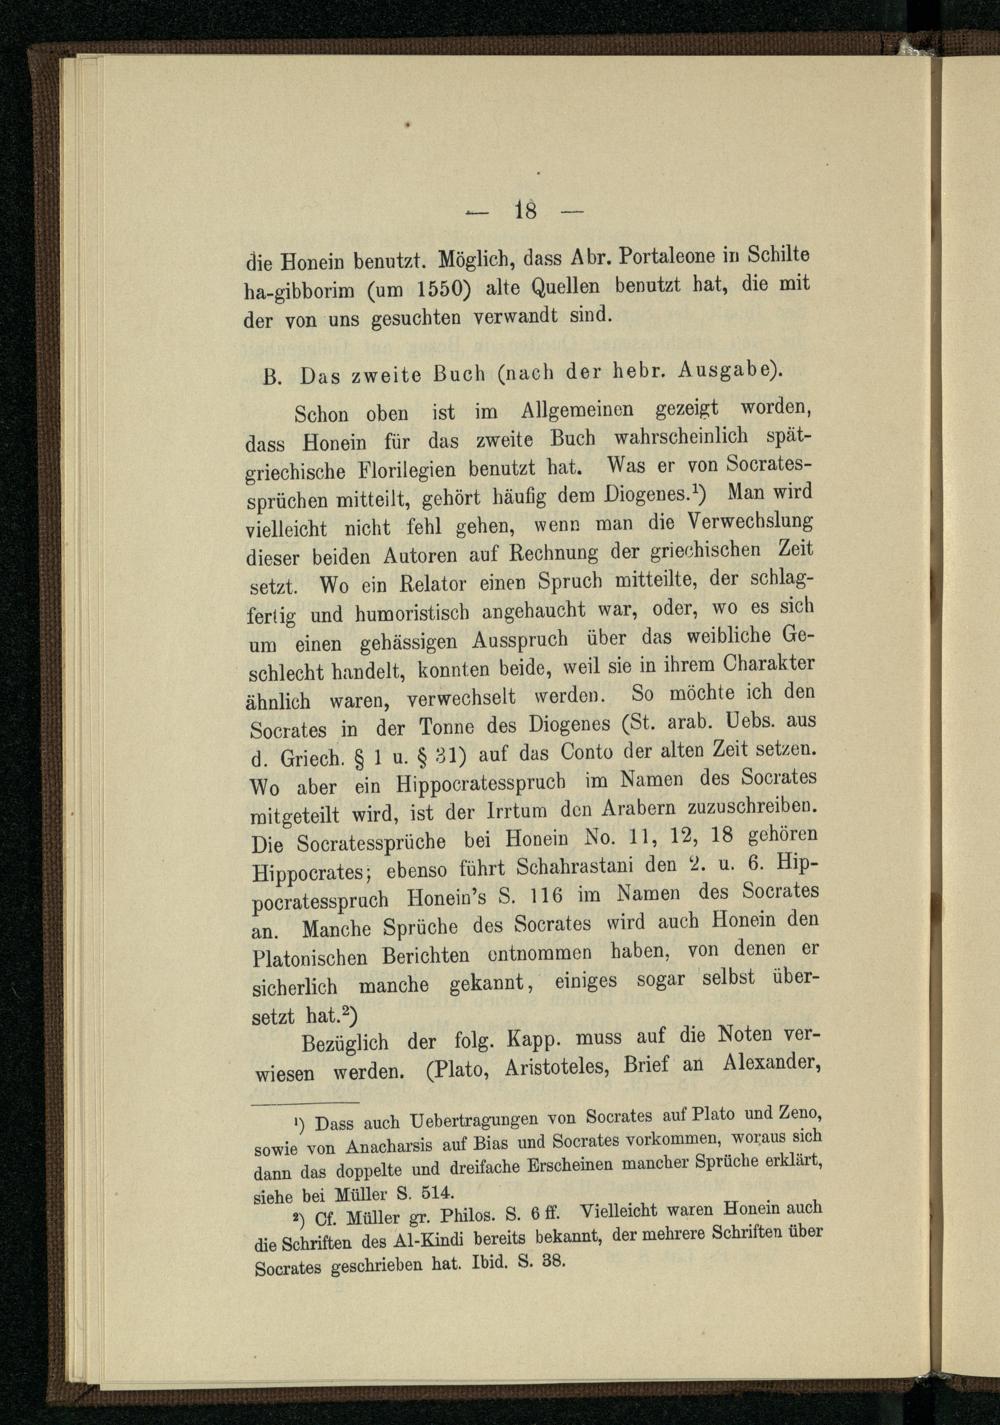 — 18 —
die Honein benutzt. Möglich, dass Abr. Portaleone in Schilte
ha-gibborim (um 1550) alte Quellen benutzt hat, die mit
der von uns gesuchten verwandt sind.
B. Das zweite Buch (nach der hebr. Ausgabe).
Schon oben ist im Allgemeinen gezeigt worden,
dass Honein für das zweite Buch wahrscheinlich spät-
griechische Florilegien benutzt hat. Was er von Socrates-
sprüchen mitteilt, gehört häufig dem Diogenes.¹) Man wird
vielleicht nicht fehl gehen, wenn man die Verwechslung
dieser beiden Autoren auf Rechnung der griechischen Zeit
setzt. Wo ein Relator einen Spruch mitteilte, der schlag-
fertig und humoristisch angehaucht war, oder, wo es sich
um einen gehässigen Ausspruch über das weibliche Ge-
schlecht handelt, konnten beide, weil sie in ihrem Charakter
ähnlich waren, verwechselt werden. So möchte ich den
Socrates in der Tonne des Diogenes (St. arab. Uebs. aus
d. Griech. § 1 u. § 31) auf das Conto der alten Zeit setzen.
Wo aber ein Hippocratesspruch im Namen des Socrates
mitgeteilt wird, ist der Irrtum den Arabern zuzuschreiben.
Die Socratessprüche bei Honein No. 11, 12, 18 gehören
Hippocrates; ebenso führt Schahrastani den 2. u. 6. Hip-
pocratesspruch Honein's S. 116 im Namen des Socrates
an. Manche Sprüche des Socrates wird auch Honein den
Platonischen Berichten entnommen haben, von denen er
sicherlich manche gekannt, einiges sogar selbst über-
setzt hat.²)
Bezüglich der folg. Kapp. muss auf die Noten ver-
wiesen werden. (Plato, Aristoteles, Brief an Alexander,
¹) Dass auch Uebertragungen von Socrates auf Plato und Zeno,
sowie von Anacharsis auf Bias und Socrates vorkommen, woraus sich
dann das doppelte und dreifache Erscheinen mancher Sprüche erklärt,
siehe bei Müller S. 514.
²) Cf. Müller gr. Philos. S. 6 ff. Vielleicht waren Honein auch
die Schriften des Al-Kindi bereits bekannt, der mehrere Schriften über
Socrates geschrieben hat. Ibid. S. 38.